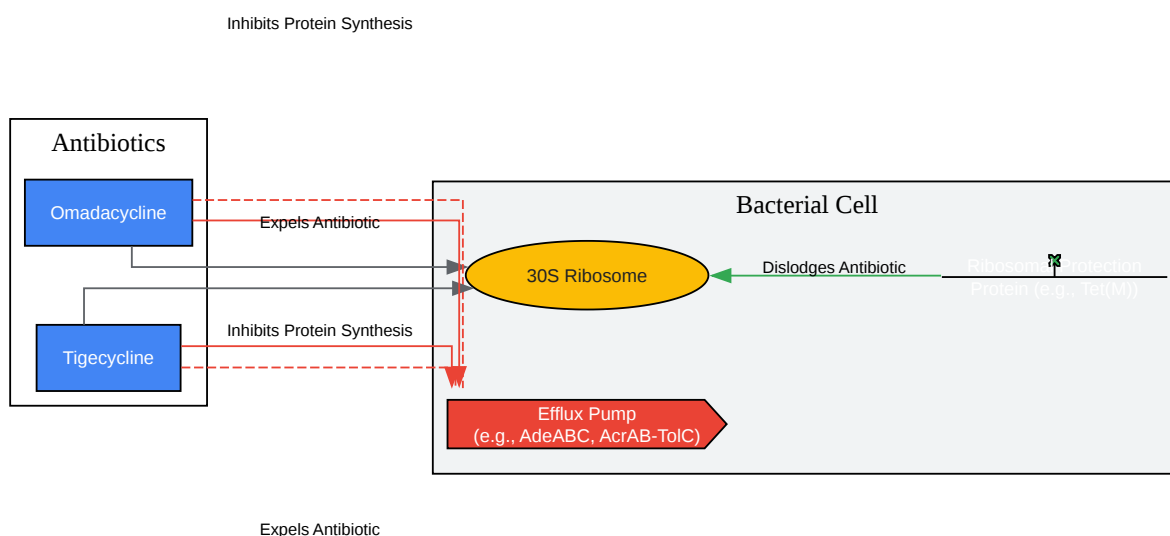 Inhibits Protein Synthesis
Antibiotics
Omadacycline
Expels Antibiotic
Bacterial Cell
30S Ribosome
Dislodges Antibiotic
Protection
Protein (e.g., Tet(M))
Inhibits Protein Synthesis
Tigecycline
Efflux Pump
(e.g., AdeABC, AcrAB-TolC)
Expels Antibiotic